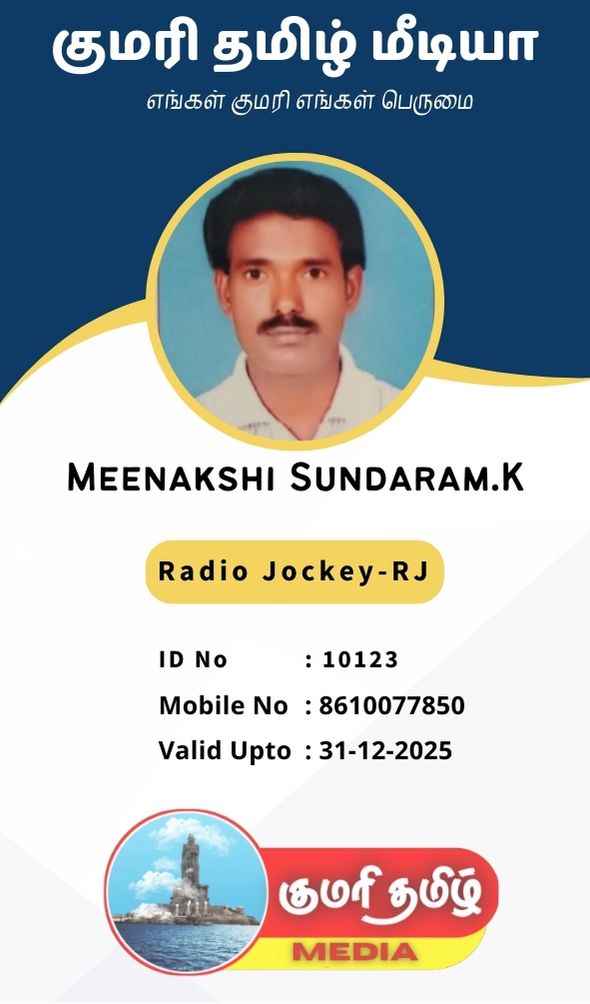 குமரி தமிழ் மீடியா
எங்கள் குமரி எங்கள் பெருமை
MEENAKSHI SUNDARAM.K
Radio Jockey-RJ
ID No : 10123
Mobile No : 8610077850
Valid Upto : 31-12-2025
குமரி தமிழ்
MEDIA